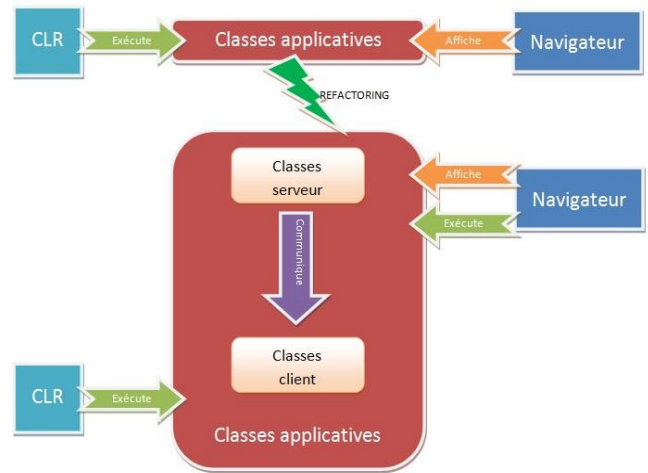 CLR
Exécute
Classes applicatives
Affiche
Navigateur
REFACTORING
Classes
serveur
Affiche
Navigateur
Exécute
Communique
Classes
client
CLR
Exécute
Classes applicatives